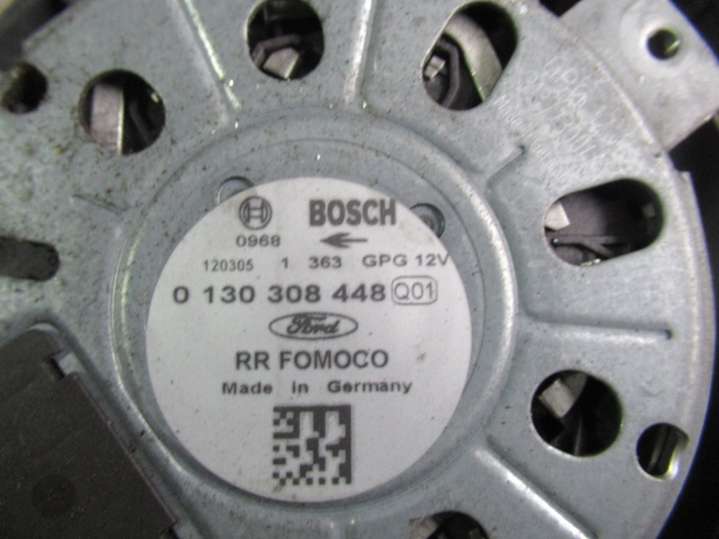 BOSCH
0968
120305 1 363 GPG 12V
0 130 308 448 Q01
Ford
RR FOMOCO
Made in Germany